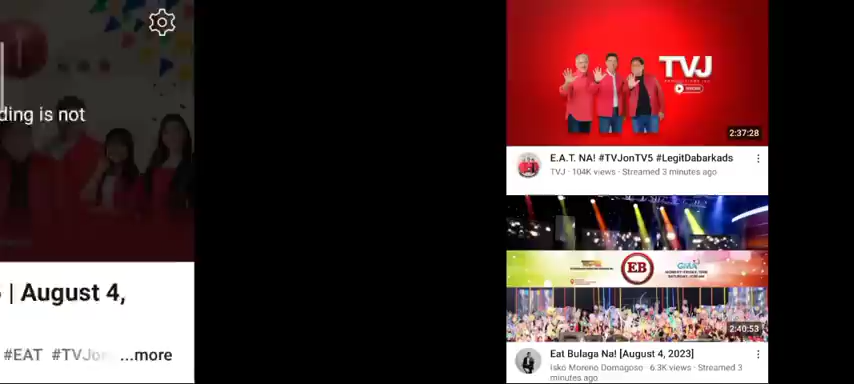 ding is not
| August 4,
#EAT #TVJon ...more
TVJ
2:37:28
E.A.T. NA! #TVJonTV5 #LegitDabarkads
TVJ · 104K views · Streamed 3 minutes ago
EB
GMA
2:40:53
Eat Bulaga Na! [August 4, 2023]
Isko Moreno Domagoso · 6.3K views · Streamed 3
minutes ago